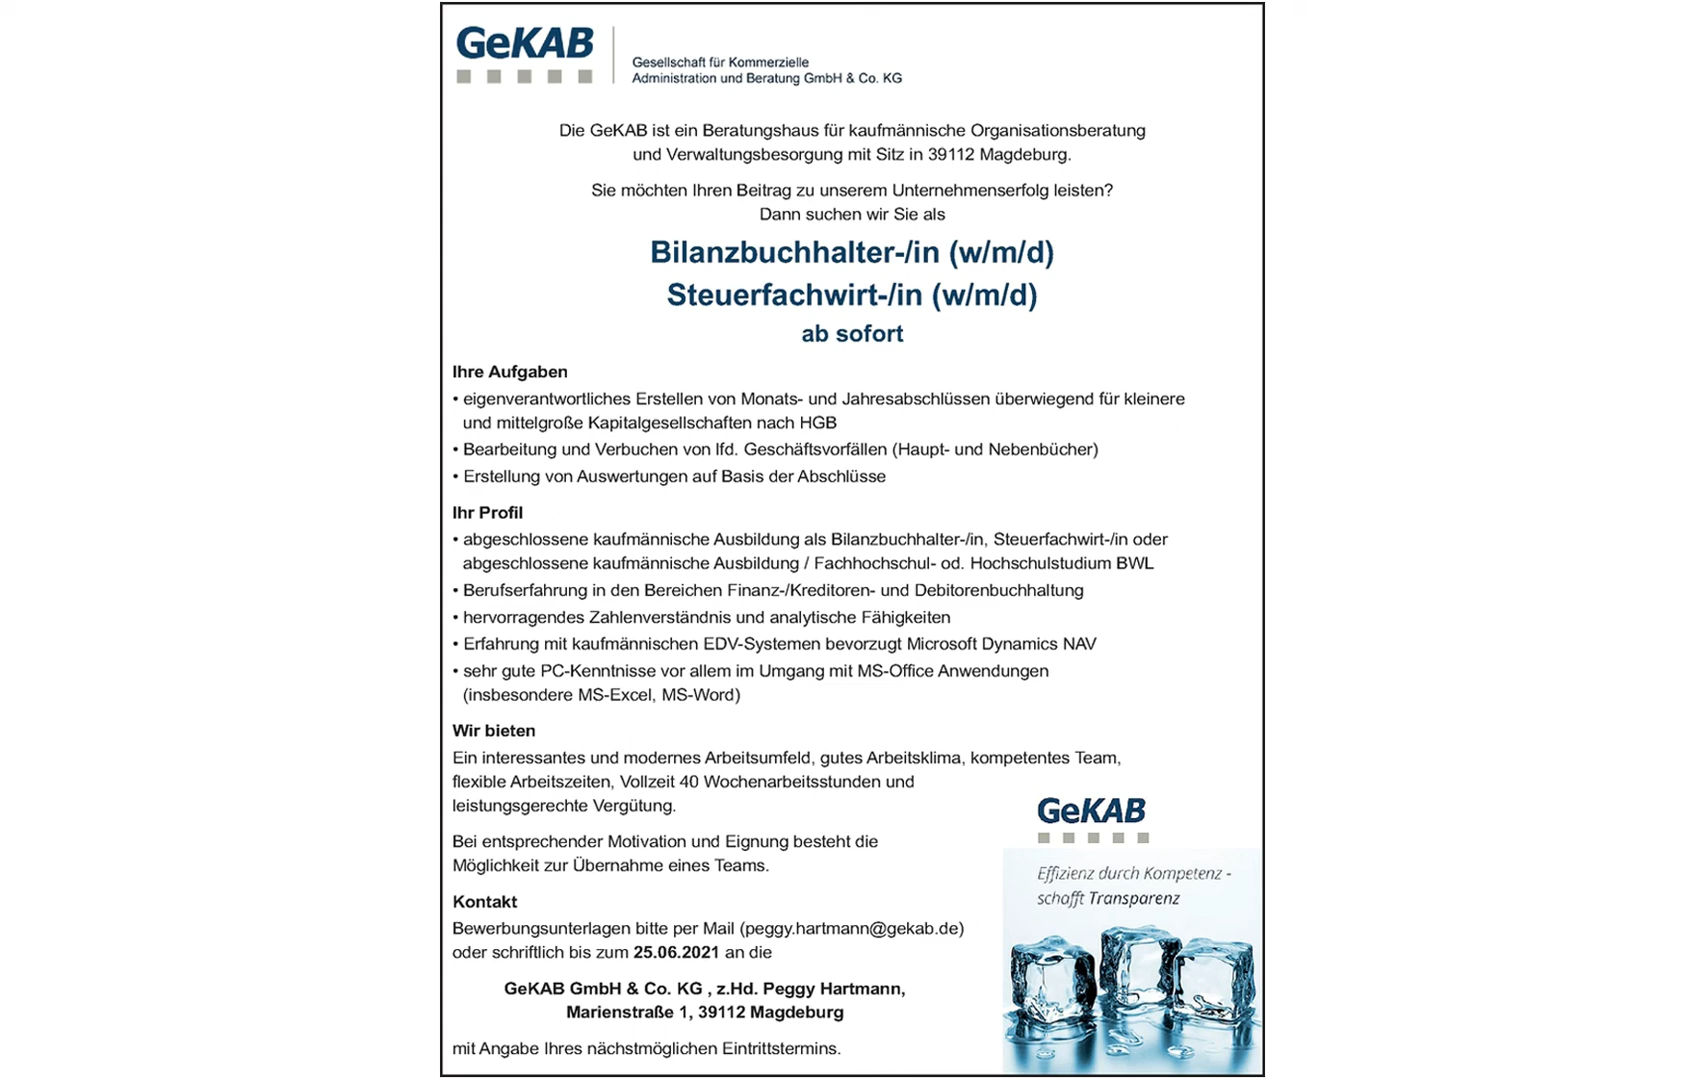 GeKAB
Gesellschaft für Kommerzielle
Administration und Beratung GmbH & Co. KG
Die GeKAB ist ein Beratungshaus für kaufmännische Organisationsberatung
und Verwaltungsbesorgung mit Sitz in 39112 Magdeburg.
Sie möchten Ihren Beitrag zu unserem Unternehmenserfolg leisten?
Dann suchen wir Sie als
Bilanzbuchhalter-/in (w/m/d)
Steuerfachwirt-/in (w/m/d)
ab sofort
Ihre Aufgaben
• eigenverantwortliches Erstellen von Monats- und Jahresabschlüssen überwiegend für kleinere
und mittelgroße Kapitalgesellschaften nach HGB
• Bearbeitung und Verbuchen von lfd. Geschäftsvorfällen (Haupt- und Nebenbücher)
• Erstellung von Auswertungen auf Basis der Abschlüsse
Ihr Profil
• abgeschlossene kaufmännische Ausbildung als Bilanzbuchhalter-/in, Steuerfachwirt-/in oder
abgeschlossene kaufmännische Ausbildung / Fachhochschul- od. Hochschulstudium BWL
• Berufserfahrung in den Bereichen Finanz-/Kreditoren- und Debitorenbuchhaltung
• hervorragendes Zahlenverständnis und analytische Fähigkeiten
• Erfahrung mit kaufmännischen EDV-Systemen bevorzugt Microsoft Dynamics NAV
• sehr gute PC-Kenntnisse vor allem im Umgang mit MS-Office Anwendungen
(insbesondere MS-Excel, MS-Word)
Wir bieten
Ein interessantes und modernes Arbeitsumfeld, gutes Arbeitsklima, kompetentes Team,
flexible Arbeitszeiten, Vollzeit 40 Wochenarbeitsstunden und
leistungsgerechte Vergütung.
Bei entsprechender Motivation und Eignung besteht die
Möglichkeit zur Übernahme eines Teams.
Kontakt
Bewerbungsunterlagen bitte per Mail (peggy.hartmann@gekab.de)
oder schriftlich bis zum 25.06.2021 an die
GeKAB GmbH & Co. KG , z.Hd. Peggy Hartmann,
Marienstraße 1, 39112 Magdeburg
mit Angabe Ihres nächstmöglichen Eintrittstermins.
GeKAB
Effizienz durch Kompetenz -
schafft Transparenz